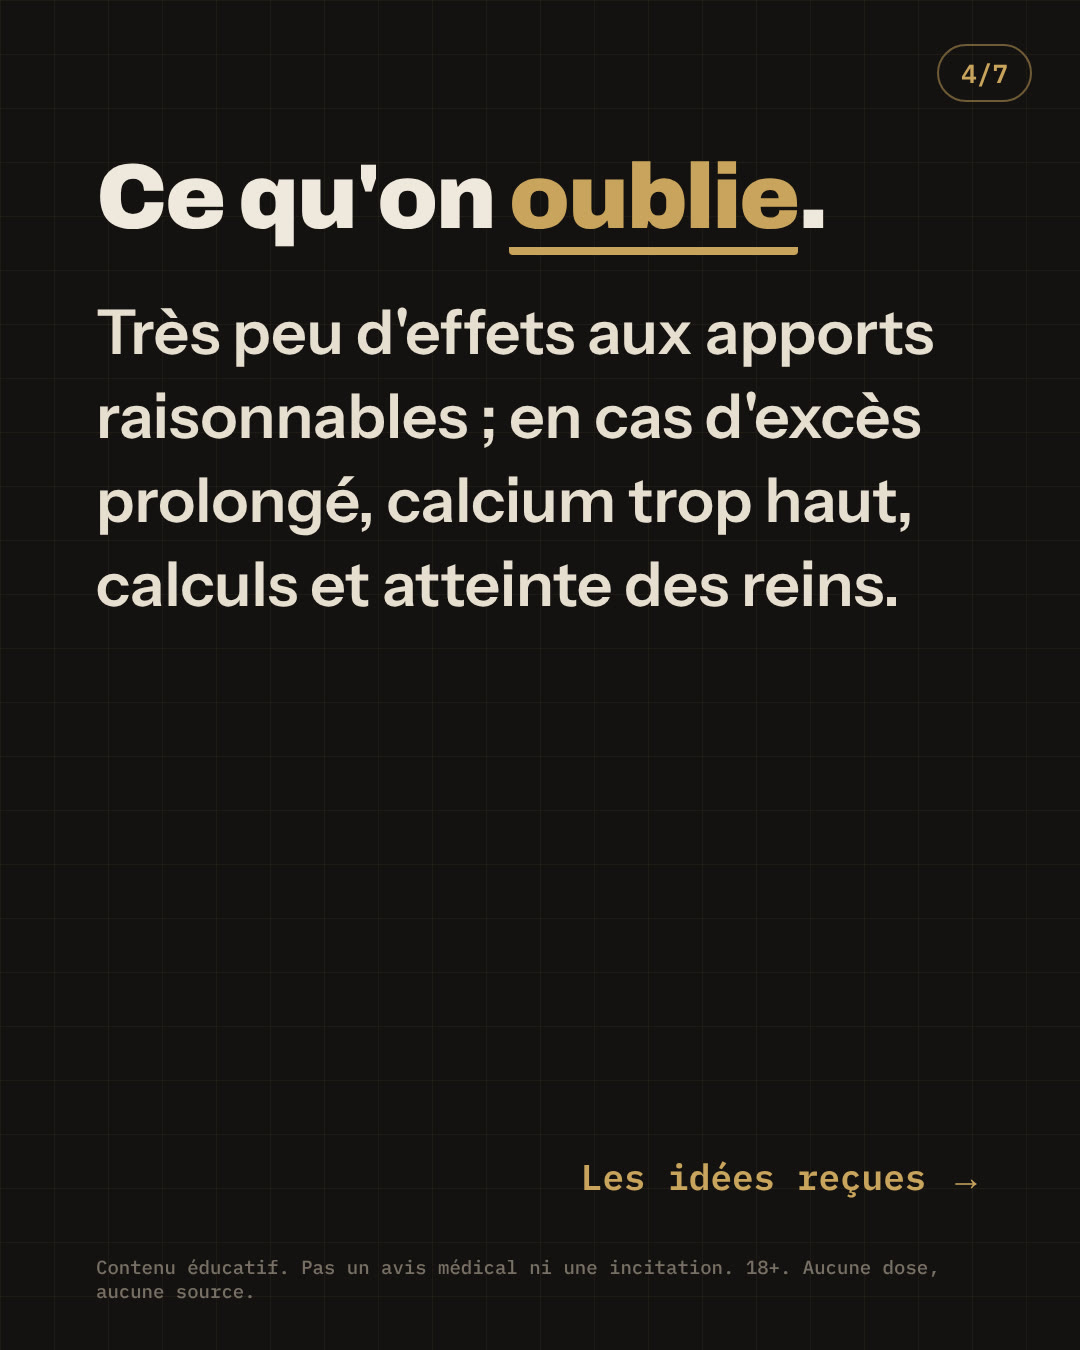 4/7
Ce qu'on oublie.
Très peu d'effets aux apports
raisonnables ; en cas d'excès
prolongé, calcium trop haut,
calculs et atteinte des reins.
Les idées reçues →
Contenu éducatif. Pas un avis médical ni une incitation. 18+. Aucune dose,
aucune source.